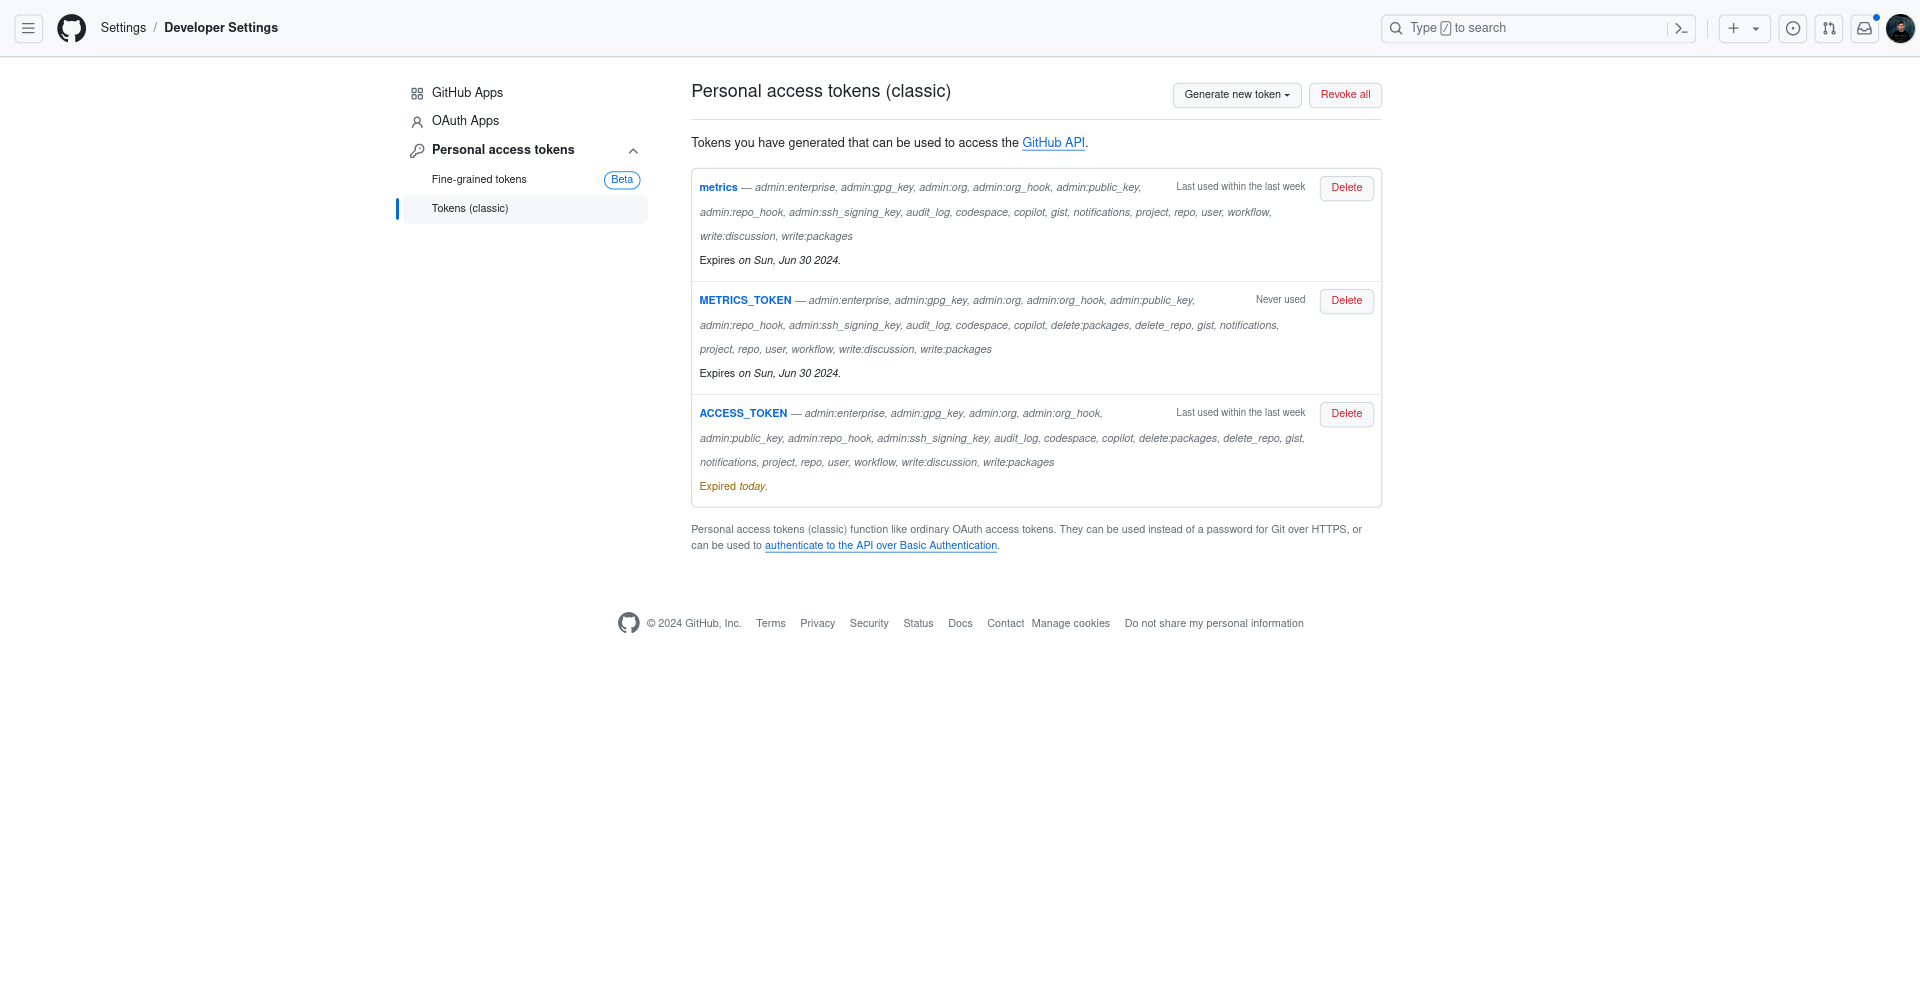 Settings / Developer Settings
Type / to search
GitHub Apps
OAuth Apps
Personal access tokens
Fine-grained tokens Beta
Tokens (classic)
Personal access tokens (classic)
Generate new token
Revoke all
Tokens you have generated that can be used to access the GitHub API.
metrics — admin:enterprise, admin:gpg_key, admin:org, admin:org_hook, admin:public_key, Last used within the last week Delete
admin:repo_hook, admin:ssh_signing_key, audit_log, codespace, copilot, gist, notifications, project, repo, user, workflow,
write:discussion, write:packages
Expires on Sun, Jun 30 2024.
METRICS_TOKEN — admin:enterprise, admin:gpg_key, admin:org, admin:org_hook, admin:public_key, Never used Delete
admin:repo_hook, admin:ssh_signing_key, audit_log, codespace, copilot, delete:packages, delete_repo, gist, notifications,
project, repo, user, workflow, write:discussion, write:packages
Expires on Sun, Jun 30 2024.
ACCESS_TOKEN — admin:enterprise, admin:gpg_key, admin:org, admin:org_hook, Last used within the last week Delete
admin:public_key, admin:repo_hook, admin:ssh_signing_key, audit_log, codespace, copilot, delete:packages, delete_repo, gist,
notifications, project, repo, user, workflow, write:discussion, write:packages
Expired today.
Personal access tokens (classic) function like ordinary OAuth access tokens. They can be used instead of a password for Git over HTTPS, or
can be used to authenticate to the API over Basic Authentication.
© 2024 GitHub, Inc. Terms Privacy Security Status Docs Contact Manage cookies Do not share my personal information